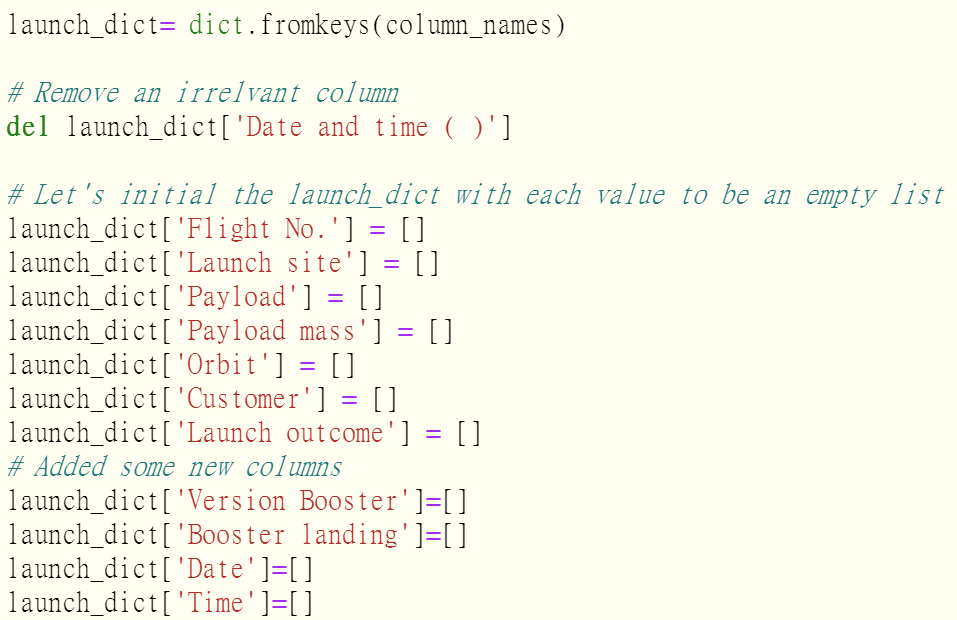 launch_dict= dict.fromkeys(column_names)
# Remove an irrelvant column
del launch_dict['Date and time ( )']
# Let's initial the launch_dict with each value to be an empty list
launch_dict['Flight No.'] = []
launch_dict['Launch site'] = []
launch_dict['Payload'] = []
launch_dict['Payload mass'] = []
launch_dict['Orbit'] = []
launch_dict['Customer'] = []
launch_dict['Launch outcome'] = []
# Added some new columns
launch_dict['Version Booster']=[]
launch_dict['Booster landing']=[]
launch_dict['Date']=[]
launch_dict['Time']=[]